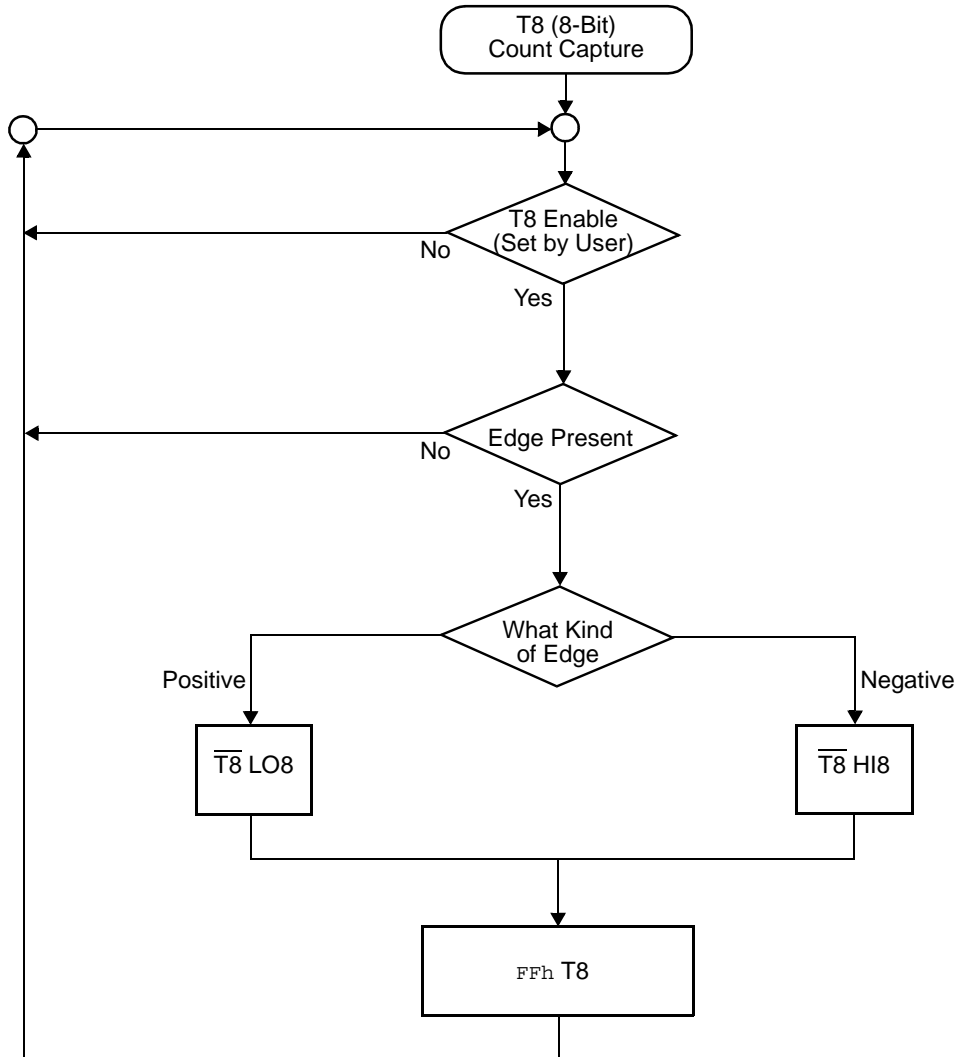 T8 (8-Bit)
Count Capture
T8 Enable
(Set by User)
No
Yes
Edge Present
No
Yes
What Kind
of Edge
Positive
Negative
T8 LO8
T8 HI8
FFh T8